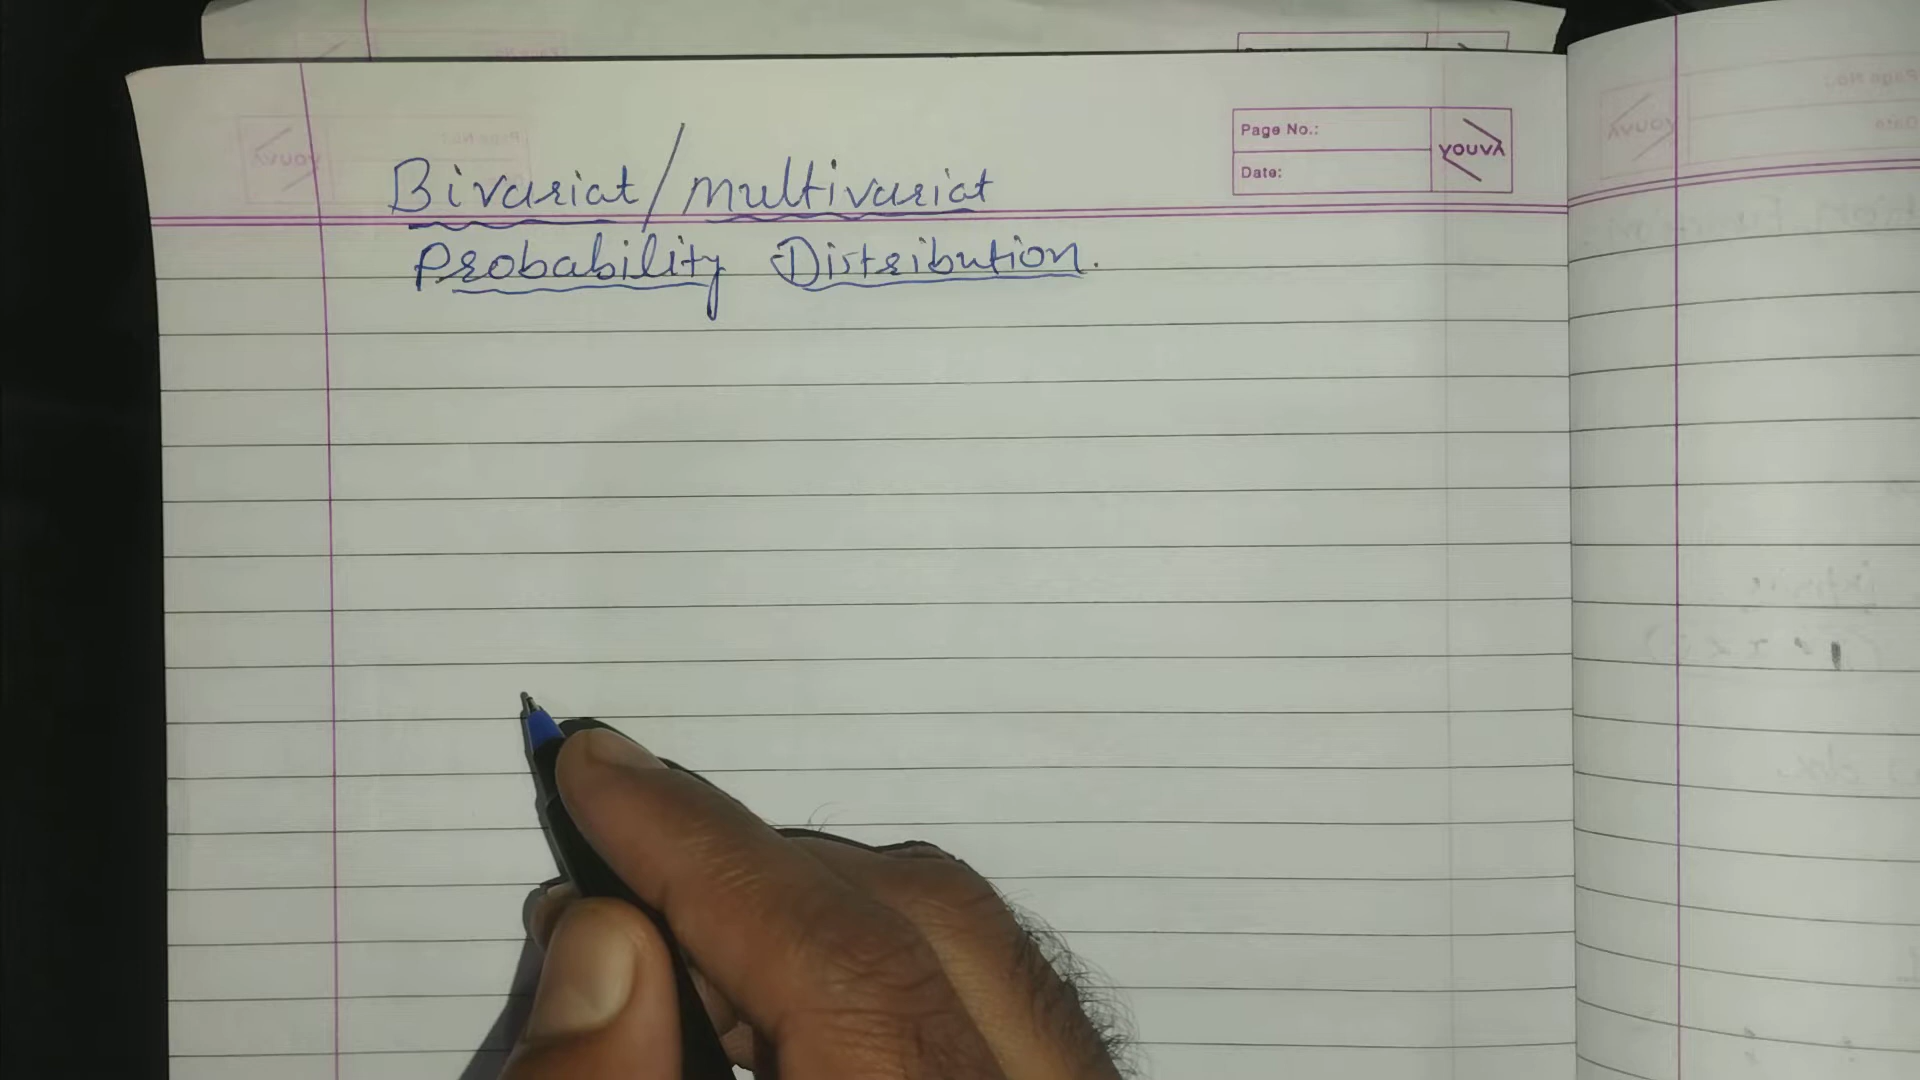 Bivariat/multivariat
Probability Distribution.
Page No.:
Date:
youva